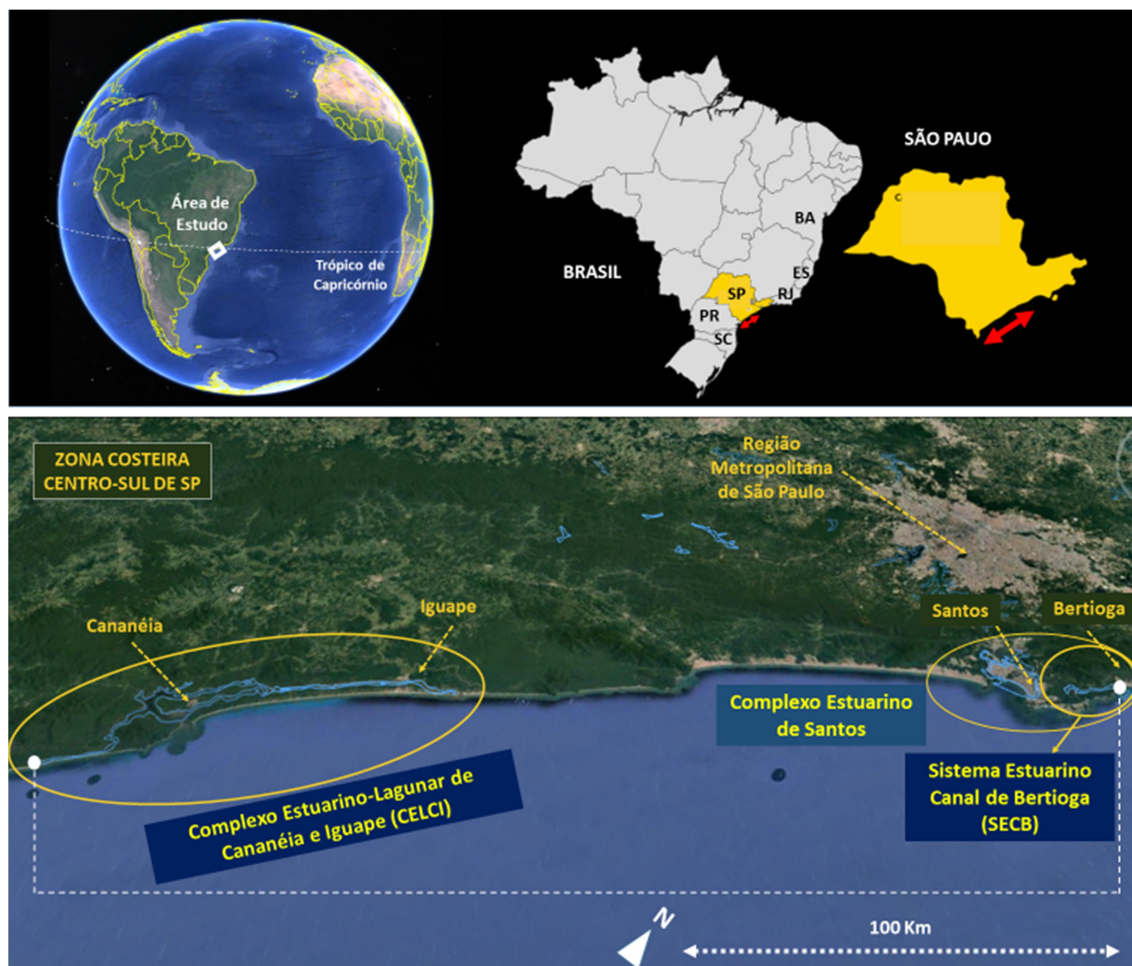 Área de
Estudo
Trópico de
Capricórnio
BRASIL
BA
ES
RJ
SP
PR
SC
SÃO PAUO
ZONA COSTEIRA
CENTRO-SUL DE SP
Região
Metropolitana
de São Paulo
Cananéia
Iguape
Santos
Bertioga
Complexo Estuarino
de Santos
Sistema Estuarino
Canal de Bertioga
(SECB)
Complexo Estuarino-Lagunar de
Cananéia e Iguape (CELCI)
N
100 Km